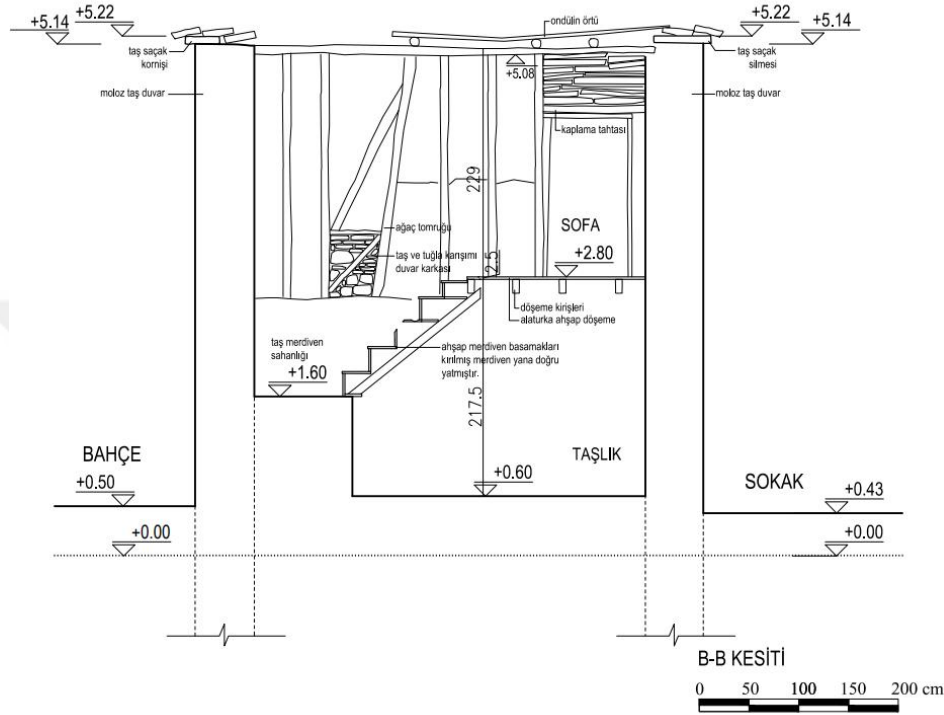 +5.14
+5.22
taş saçak
kornişi
moloz taş duvar
ondülin örtü
+5.22
+5.14
taş saçak
silmesi
moloz taş duvar
+5.08
kaplama tahtası
229
SOFA
+2.80
ağaç tomruğu
taş ve tuğla karışımı
duvar karkası
2.5
döşeme kirişleri
alaturka ahşap döşeme
taş merdiven
sahanlığı
+1.60
ahşap merdiven basamakları
kırılmış merdiven yana doğru
yatmıştır.
217.5
BAHÇE
+0.50
TAŞLIK
+0.60
SOKAK
+0.43
+0.00
+0.00
B-B KESİTİ
0 50 100 150 200 cm